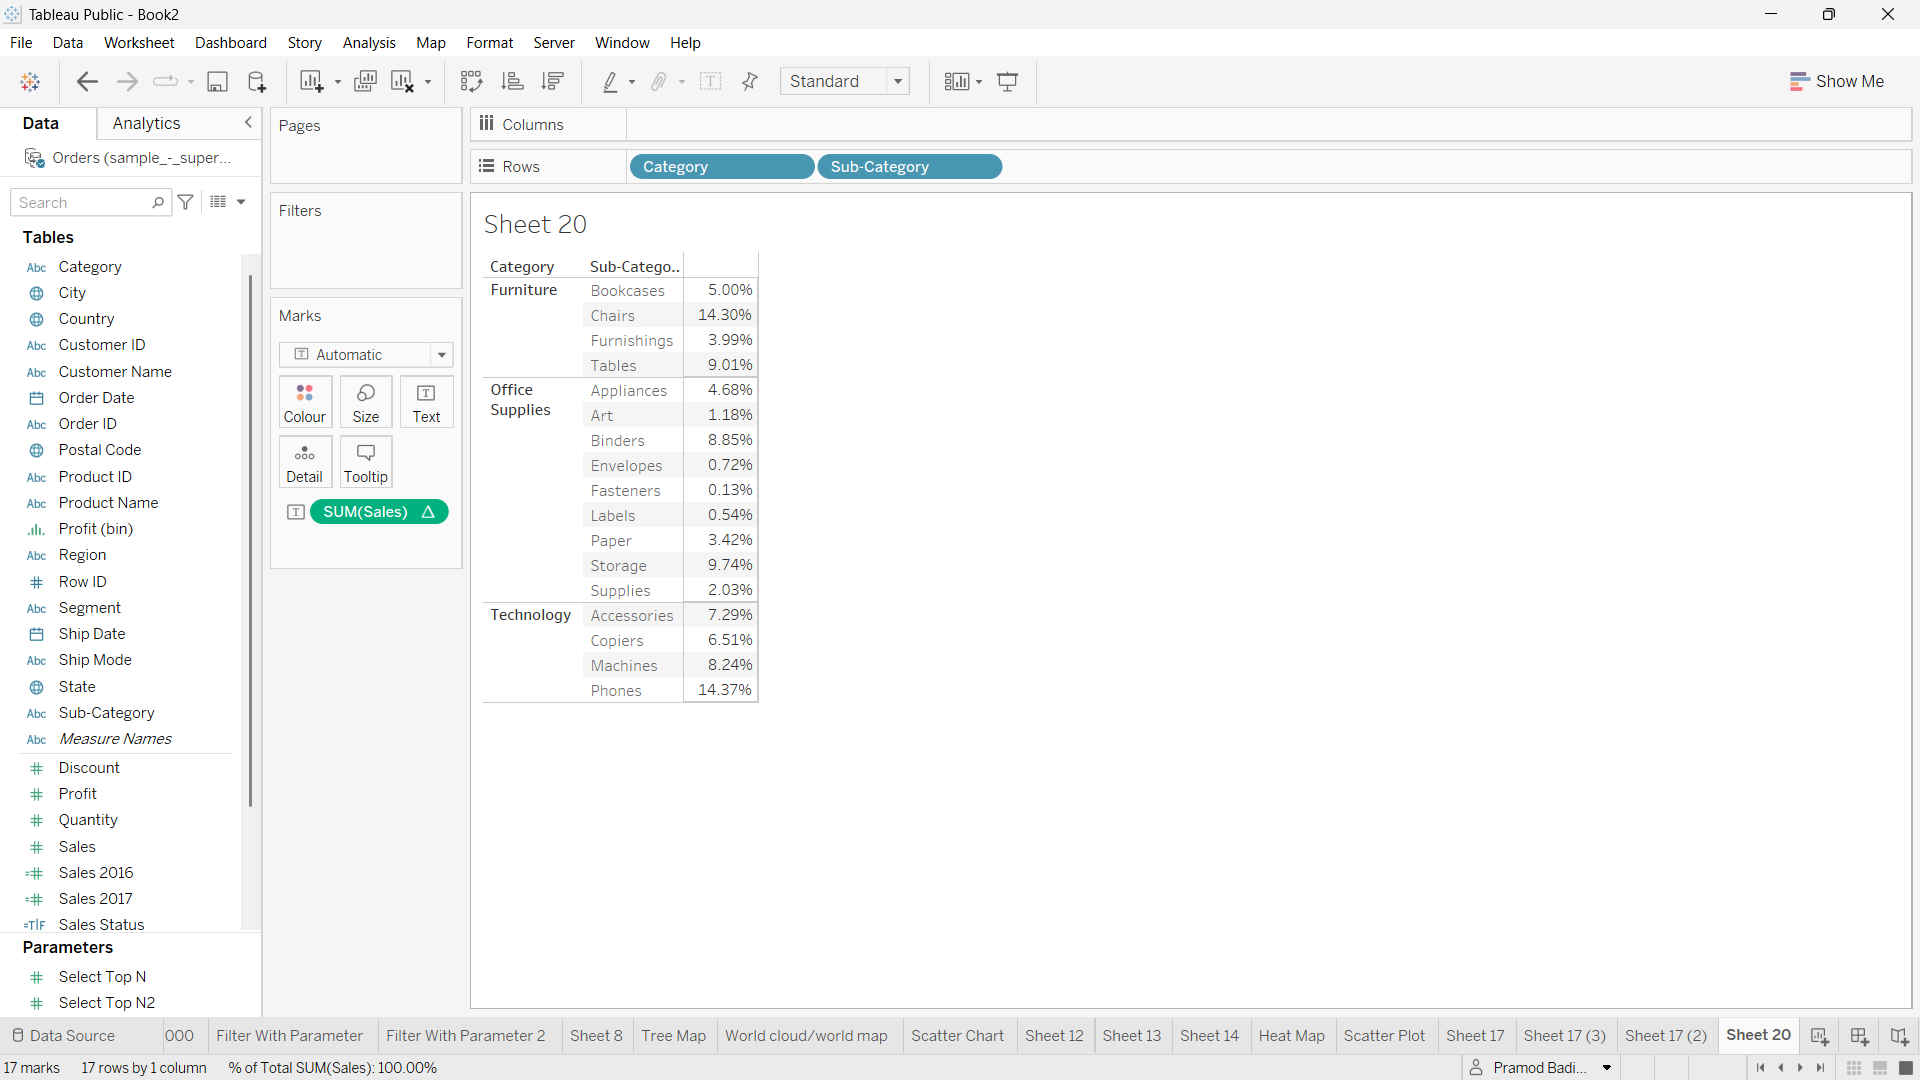 Tableau Public - Book2
File Data Worksheet Dashboard Story Analysis Map Format Server Window Help
Standard
Show Me
Data Analytics
Orders (sample_-_super...
Search
Tables
Abc Category
City
Country
Abc Customer ID
Abc Customer Name
Order Date
Abc Order ID
Postal Code
Abc Product ID
Abc Product Name
Profit (bin)
Abc Region
# Row ID
Abc Segment
Ship Date
Abc Ship Mode
State
Abc Sub-Category
Abc Measure Names
# Discount
# Profit
# Quantity
# Sales
=# Sales 2016
=# Sales 2017
=T|F Sales Status
Parameters
# Select Top N
# Select Top N2
Pages
Filters
Marks
T Automatic
Colour Size T Text
Detail Tooltip
T SUM(Sales) Δ
Columns
Rows Category Sub-Category
Sheet 20
Category Sub-Catego..
Furniture Bookcases 5.00%
Chairs 14.30%
Furnishings 3.99%
Tables 9.01%
Office Supplies Appliances 4.68%
Art 1.18%
Binders 8.85%
Envelopes 0.72%
Fasteners 0.13%
Labels 0.54%
Paper 3.42%
Storage 9.74%
Supplies 2.03%
Technology Accessories 7.29%
Copiers 6.51%
Machines 8.24%
Phones 14.37%
Data Source 000 Filter With Parameter Filter With Parameter 2 Sheet 8 Tree Map World cloud/world map Scatter Chart Sheet 12 Sheet 13 Sheet 14 Heat Map Scatter Plot Sheet 17 Sheet 17 (3) Sheet 17 (2) Sheet 20
17 marks 17 rows by 1 column % of Total SUM(Sales): 100.00% Pramod Badi...